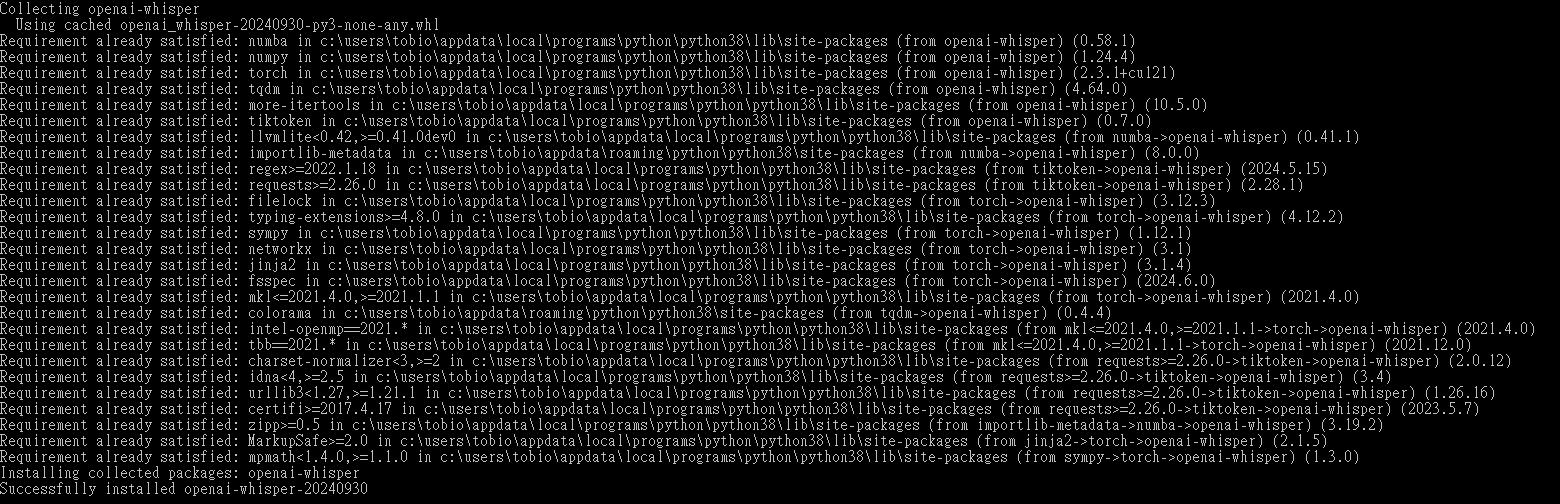 Collecting openai-whisper
  Using cached openai_whisper-20240930-py3-none-any.whl
Requirement already satisfied: numba in c:\users\tobio\appdata\local\programs\python\python38\lib\site-packages (from openai-whisper) (0.58.1)
Requirement already satisfied: numpy in c:\users\tobio\appdata\local\programs\python\python38\lib\site-packages (from openai-whisper) (1.24.4)
Requirement already satisfied: torch in c:\users\tobio\appdata\local\programs\python\python38\lib\site-packages (from openai-whisper) (2.3.1+cu121)
Requirement already satisfied: tqdm in c:\users\tobio\appdata\local\programs\python\python38\lib\site-packages (from openai-whisper) (4.64.0)
Requirement already satisfied: more-itertools in c:\users\tobio\appdata\local\programs\python\python38\lib\site-packages (from openai-whisper) (10.5.0)
Requirement already satisfied: tiktoken in c:\users\tobio\appdata\local\programs\python\python38\lib\site-packages (from openai-whisper) (0.7.0)
Requirement already satisfied: llvmlite<0.42,>=0.41.0dev0 in c:\users\tobio\appdata\local\programs\python\python38\lib\site-packages (from numba->openai-whisper) (0.41.1)
Requirement already satisfied: importlib-metadata in c:\users\tobio\appdata\roaming\python\python38\site-packages (from numba->openai-whisper) (8.0.0)
Requirement already satisfied: regex>=2022.1.18 in c:\users\tobio\appdata\local\programs\python\python38\lib\site-packages (from tiktoken->openai-whisper) (2024.5.15)
Requirement already satisfied: requests>=2.26.0 in c:\users\tobio\appdata\local\programs\python\python38\lib\site-packages (from tiktoken->openai-whisper) (2.28.1)
Requirement already satisfied: filelock in c:\users\tobio\appdata\local\programs\python\python38\lib\site-packages (from torch->openai-whisper) (3.12.3)
Requirement already satisfied: typing-extensions>=4.8.0 in c:\users\tobio\appdata\local\programs\python\python38\lib\site-packages (from torch->openai-whisper) (4.12.2)
Requirement already satisfied: sympy in c:\users\tobio\appdata\local\programs\python\python38\lib\site-packages (from torch->openai-whisper) (1.12.1)
Requirement already satisfied: networkx in c:\users\tobio\appdata\local\programs\python\python38\lib\site-packages (from torch->openai-whisper) (3.1)
Requirement already satisfied: jinja2 in c:\users\tobio\appdata\local\programs\python\python38\lib\site-packages (from torch->openai-whisper) (3.1.4)
Requirement already satisfied: fsspec in c:\users\tobio\appdata\local\programs\python\python38\lib\site-packages (from torch->openai-whisper) (2024.6.0)
Requirement already satisfied: mkl<=2021.4.0,>=2021.1.1 in c:\users\tobio\appdata\local\programs\python\python38\lib\site-packages (from torch->openai-whisper) (2021.4.0)
Requirement already satisfied: colorama in c:\users\tobio\appdata\roaming\python\python38\site-packages (from tqdm->openai-whisper) (0.4.4)
Requirement already satisfied: intel-openmp==2021.* in c:\users\tobio\appdata\local\programs\python\python38\lib\site-packages (from mkl<=2021.4.0,>=2021.1.1->torch->openai-whisper) (2021.4.0)
Requirement already satisfied: tbb==2021.* in c:\users\tobio\appdata\local\programs\python\python38\lib\site-packages (from mkl<=2021.4.0,>=2021.1.1->torch->openai-whisper) (2021.12.0)
Requirement already satisfied: charset-normalizer<3,>=2 in c:\users\tobio\appdata\local\programs\python\python38\lib\site-packages (from requests>=2.26.0->tiktoken->openai-whisper) (2.0.12)
Requirement already satisfied: idna<4,>=2.5 in c:\users\tobio\appdata\local\programs\python\python38\lib\site-packages (from requests>=2.26.0->tiktoken->openai-whisper) (3.4)
Requirement already satisfied: urllib3<1.27,>=1.21.1 in c:\users\tobio\appdata\local\programs\python\python38\lib\site-packages (from requests>=2.26.0->tiktoken->openai-whisper) (1.26.16)
Requirement already satisfied: certifi>=2017.4.17 in c:\users\tobio\appdata\local\programs\python\python38\lib\site-packages (from requests>=2.26.0->tiktoken->openai-whisper) (2023.5.7)
Requirement already satisfied: zipp>=0.5 in c:\users\tobio\appdata\local\programs\python\python38\lib\site-packages (from importlib-metadata->numba->openai-whisper) (3.19.2)
Requirement already satisfied: MarkupSafe>=2.0 in c:\users\tobio\appdata\local\programs\python\python38\lib\site-packages (from jinja2->torch->openai-whisper) (2.1.5)
Requirement already satisfied: mpmath<1.4.0,>=1.1.0 in c:\users\tobio\appdata\local\programs\python\python38\lib\site-packages (from sympy->torch->openai-whisper) (1.3.0)
Installing collected packages: openai-whisper
Successfully installed openai-whisper-20240930